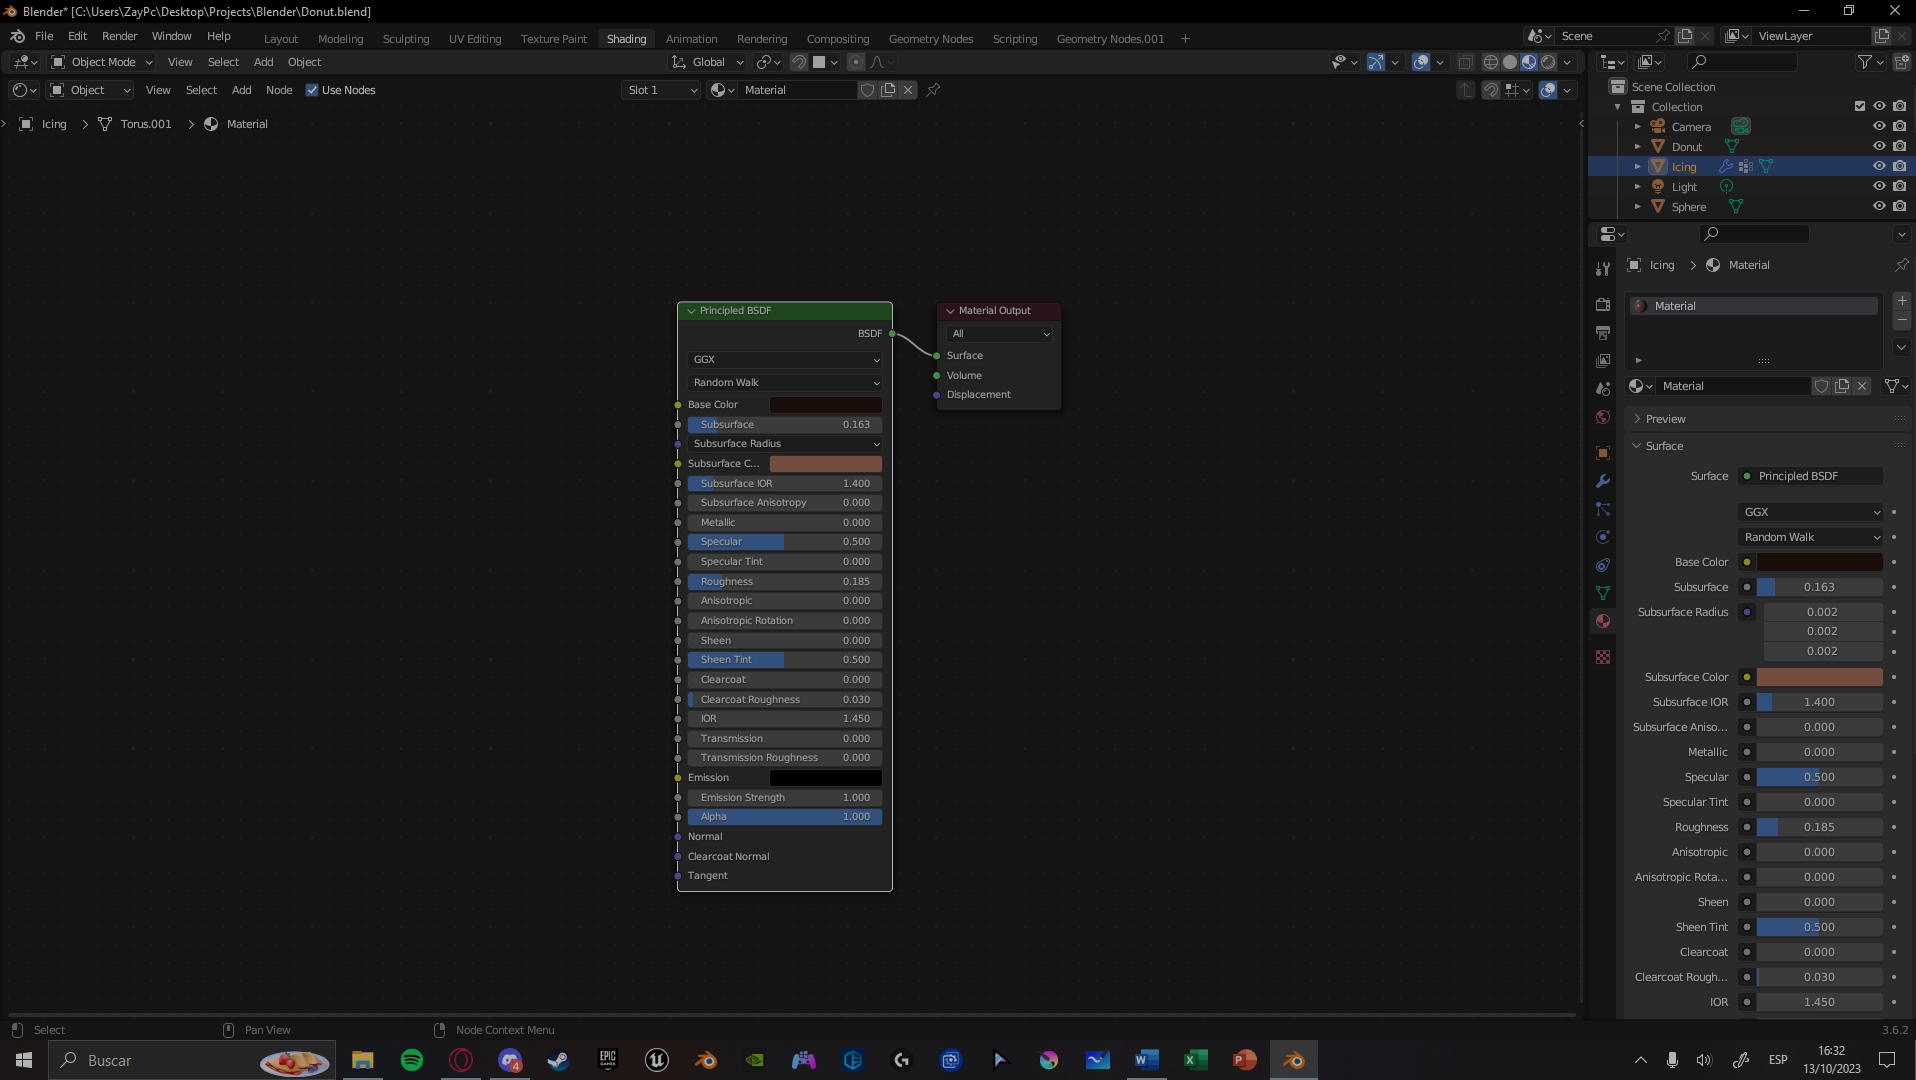 Blender* [C:\Users\ZayPc\Desktop\Projects\Blender\Donut.blend]
File Edit Render Window Help Layout Modeling Sculpting UV Editing Texture Paint Shading Animation Rendering Compositing Geometry Nodes Scripting Geometry Nodes.001 + Scene ViewLayer
Object Mode View Select Add Object Global
Object View Select Add Node Use Nodes Slot 1 Material
Icing > Torus.001 > Material
Principled BSDF
BSDF
GGX
Random Walk
Base Color
Subsurface 0.163
Subsurface Radius
Subsurface C...
Subsurface IOR 1.400
Subsurface Anisotropy 0.000
Metallic 0.000
Specular 0.500
Specular Tint 0.000
Roughness 0.185
Anisotropic 0.000
Anisotropic Rotation 0.000
Sheen 0.000
Sheen Tint 0.500
Clearcoat 0.000
Clearcoat Roughness 0.030
IOR 1.450
Transmission 0.000
Transmission Roughness 0.000
Emission
Emission Strength 1.000
Alpha 1.000
Normal
Clearcoat Normal
Tangent
Material Output
All
Surface
Volume
Displacement
Scene Collection
Collection
Camera
Donut
Icing
Light
Sphere
Icing > Material
Material
Material
Preview
Surface
Surface Principled BSDF
GGX
Random Walk
Base Color
Subsurface 0.163
Subsurface Radius 0.002
0.002
0.002
Subsurface Color
Subsurface IOR 1.400
Subsurface Aniso... 0.000
Metallic 0.000
Specular 0.500
Specular Tint 0.000
Roughness 0.185
Anisotropic 0.000
Anisotropic Rota... 0.000
Sheen 0.000
Sheen Tint 0.500
Clearcoat 0.000
Clearcoat Rough... 0.030
IOR 1.450
Select Pan View Node Context Menu 3.6.2
Buscar
EPIC GAMES
4
ESP
16:32
13/10/2023